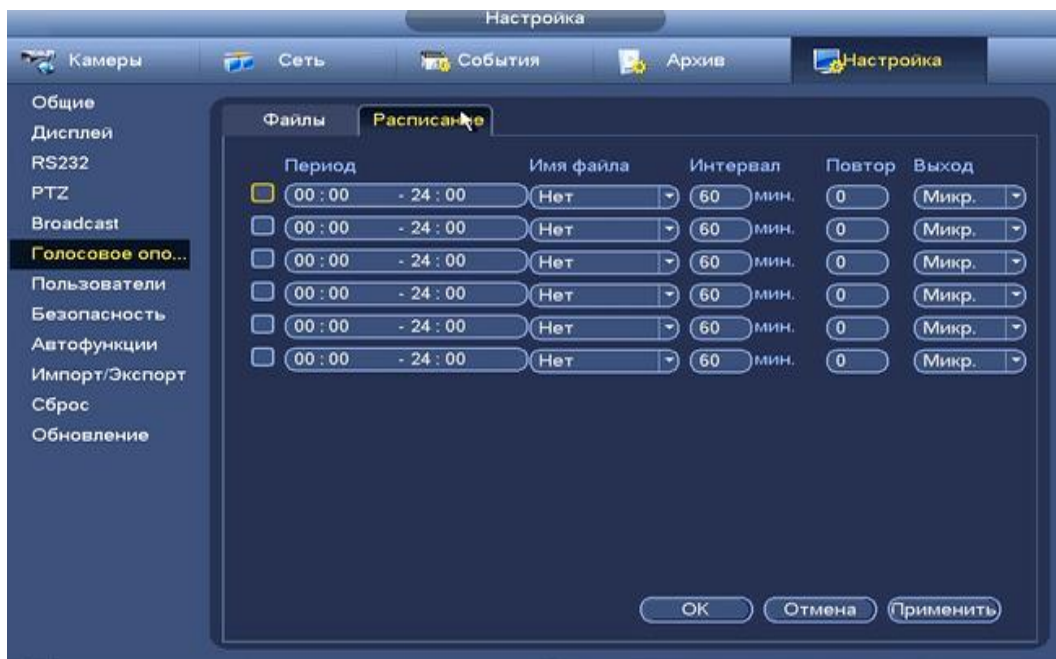 Настройка
Камеры Сеть События Архив Настройка
Общие
Дисплей
RS232
PTZ
Broadcast
Голосовое опо...
Пользователи
Безопасность
Автофункции
Импорт/Экспорт
Сброс
Обновление
Файлы Расписание
Период Имя файла Интервал Повтор Выход
00 : 00 - 24 : 00 Нет 60 мин. 0 Микр.
00 : 00 - 24 : 00 Нет 60 мин. 0 Микр.
00 : 00 - 24 : 00 Нет 60 мин. 0 Микр.
00 : 00 - 24 : 00 Нет 60 мин. 0 Микр.
00 : 00 - 24 : 00 Нет 60 мин. 0 Микр.
00 : 00 - 24 : 00 Нет 60 мин. 0 Микр.
OK Отмена Применить